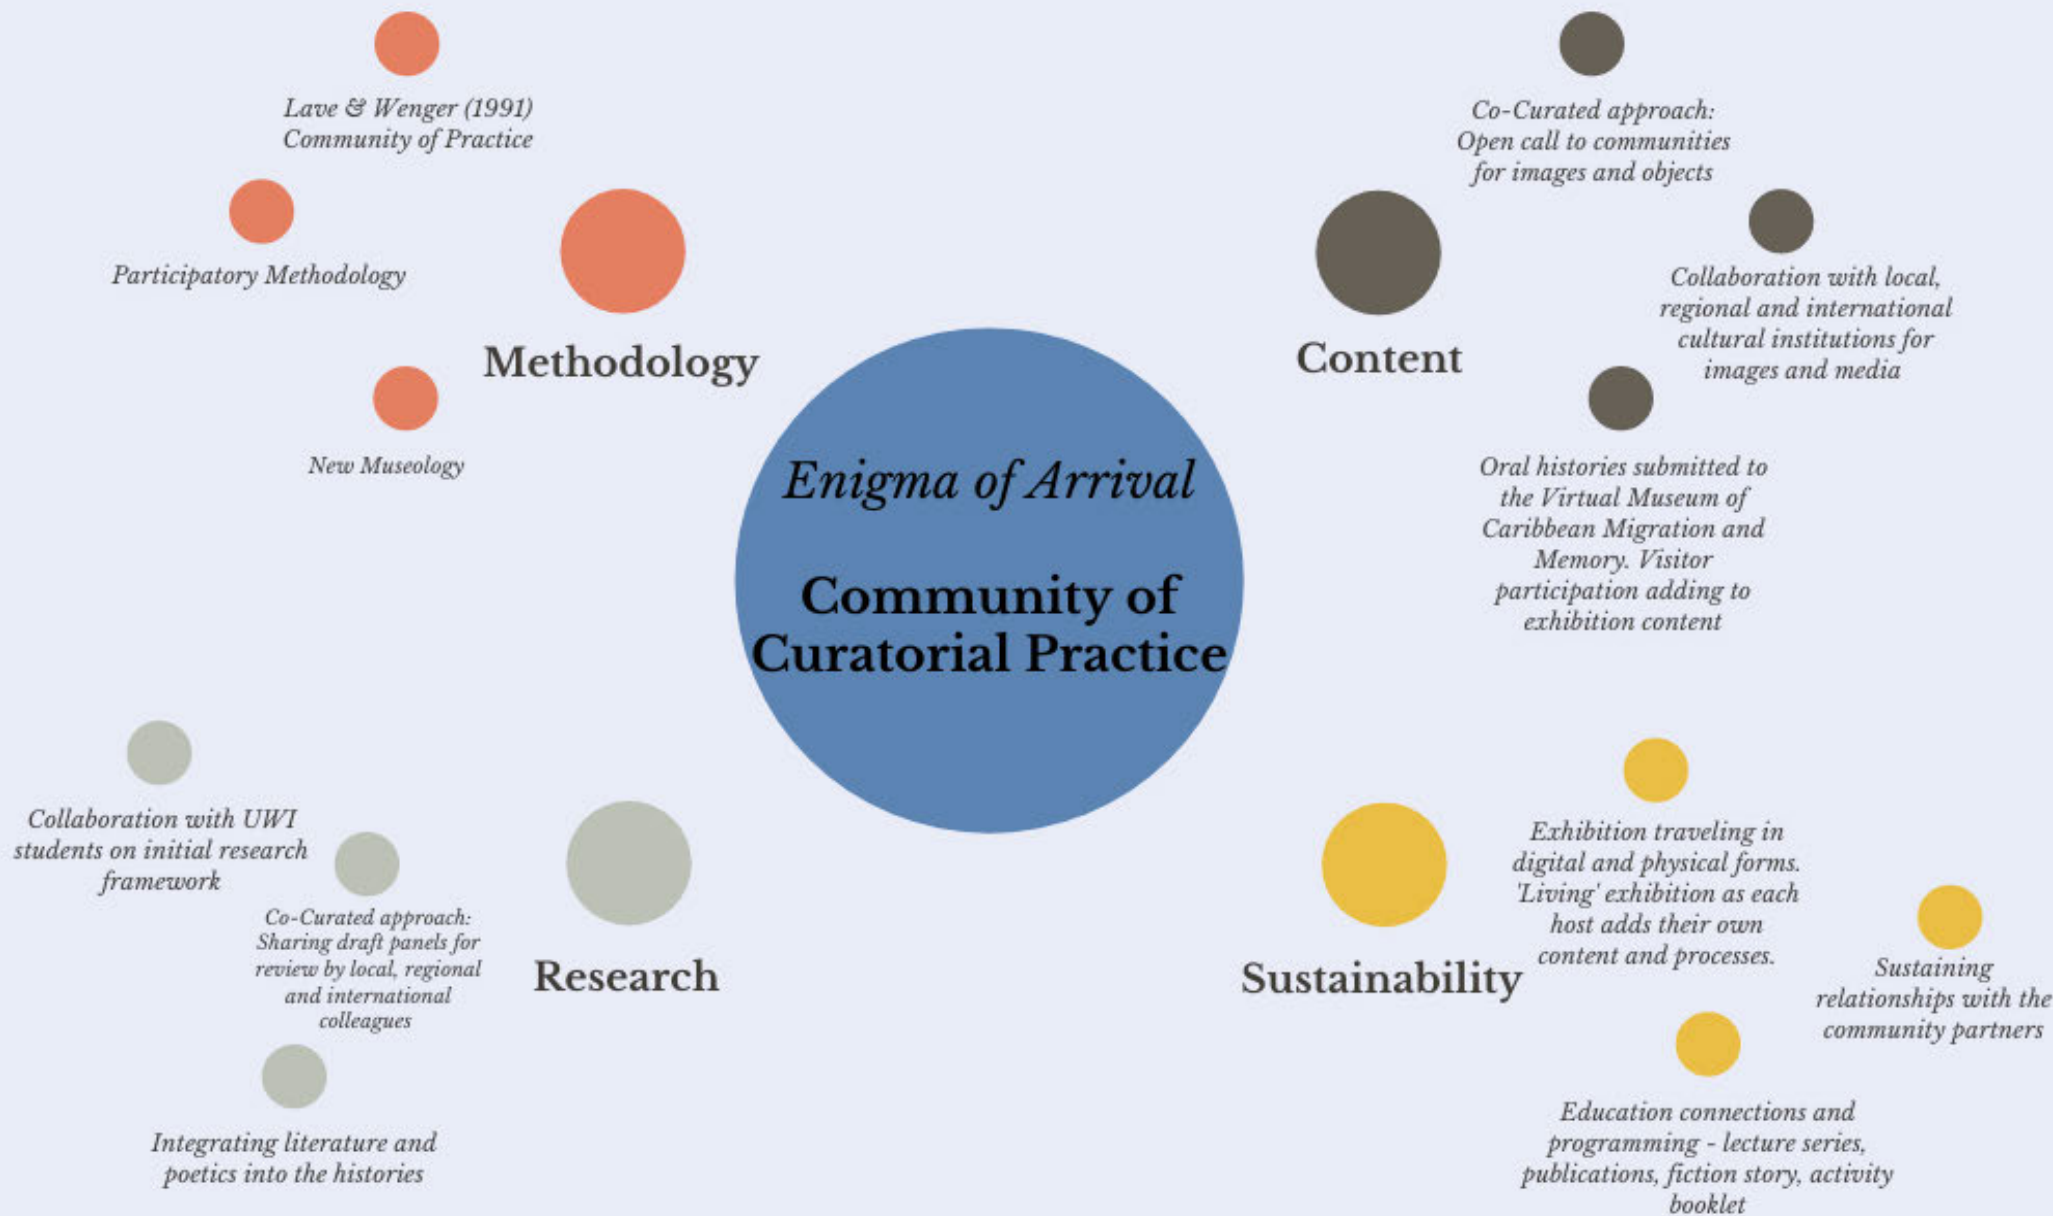 Lave & Wenger (1991)
Community of Practice
Participatory Methodology
New Museology
Methodology
Co-Curated approach:
Open call to communities
for images and objects
Collaboration with local,
regional and international
cultural institutions for
images and media
Oral histories submitted to
the Virtual Museum of
Caribbean Migration and
Memory. Visitor
participation adding to
exhibition content
Content
Enigma of Arrival
Community of
Curatorial Practice
Collaboration with UWI
students on initial research
framework
Co-Curated approach:
Sharing draft panels for
review by local, regional
and international
colleagues
Integrating literature and
poetics into the histories
Research
Exhibition traveling in
digital and physical forms.
'Living' exhibition as each
host adds their own
content and processes.
Sustaining
relationships with the
community partners
Education connections and
programming - lecture series,
publications, fiction story, activity
booklet
Sustainability